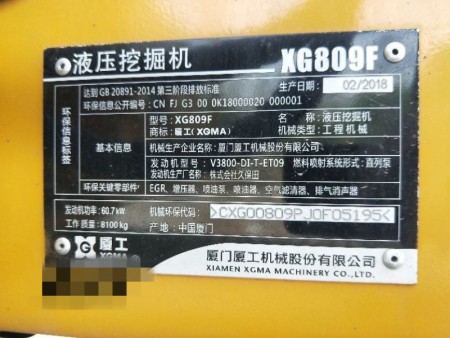 液压挖掘机 XG809F
达到 GB 20891-2014 第三阶段排放标准 生产日期: 02/2018
环保信息公开编号: CN FJ G3 00 0K18000020 000001
环保信息标签
基本信息
型号: XG809F 名 称: 液压挖掘机
商标: 厦工(XGMA) 机械类型: 工程机械
机械生产企业名称: 厦门厦工机械股份有限公司
发动机型号: V3800-DI-T-ET09 燃料喷射系统形式: 直列泵
发动机生产厂名称: 株式会社久保田
环保关键零部件 EGR、增压器、喷油泵、喷油器、空气滤清器、排气消声器
发动机功率: 60.7kW 机械环保代码: >CXG00809PJ0F05195<
工作质量: 8100kg 产地: 中国厦门
厦工
XGMA
厦门厦工机械股份有限公司
XIAMEN XGMA MACHINERY CO.,LTD.